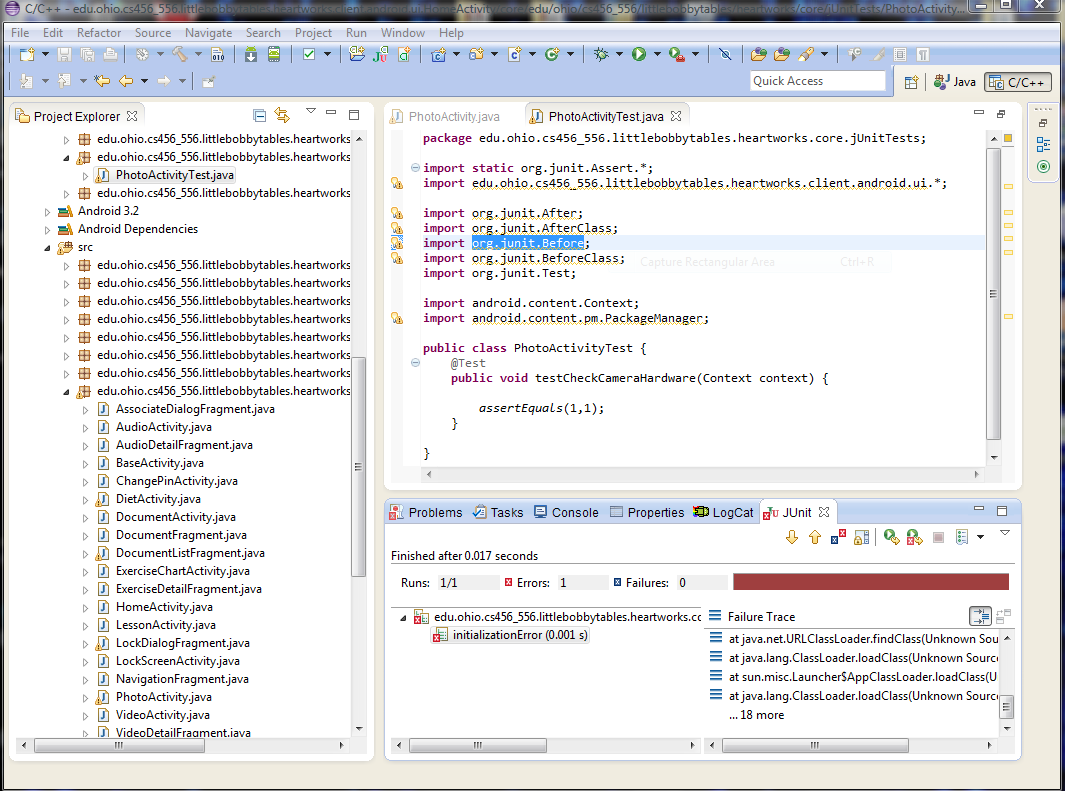 C/C++ - edu.ohio.cs456_556.littlebobbytables.heartworks.client.android.ui.HomeActivity/core/edu/ohio/cs456_556/littlebobbytables/heartworks/core/jUnitTests/PhotoActivity...
File Edit Refactor Source Navigate Search Project Run Window Help
Quick Access
Java
C/C++
Project Explorer
edu.ohio.cs456_556.littlebobbytables.heartworks
edu.ohio.cs456_556.littlebobbytables.heartworks
PhotoActivityTest.java
edu.ohio.cs456_556.littlebobbytables.heartworks
Android 3.2
Android Dependencies
src
edu.ohio.cs456_556.littlebobbytables.heartworks
edu.ohio.cs456_556.littlebobbytables.heartworks
edu.ohio.cs456_556.littlebobbytables.heartworks
edu.ohio.cs456_556.littlebobbytables.heartworks
edu.ohio.cs456_556.littlebobbytables.heartworks
edu.ohio.cs456_556.littlebobbytables.heartworks
edu.ohio.cs456_556.littlebobbytables.heartworks
edu.ohio.cs456_556.littlebobbytables.heartworks
AssociateDialogFragment.java
AudioActivity.java
AudioDetailFragment.java
BaseActivity.java
ChangePinActivity.java
DietActivity.java
DocumentActivity.java
DocumentFragment.java
DocumentListFragment.java
ExerciseChartActivity.java
ExerciseDetailFragment.java
HomeActivity.java
LessonActivity.java
LockDialogFragment.java
LockScreenActivity.java
NavigationFragment.java
PhotoActivity.java
VideoActivity.java
VideoDetailFragment.java
PhotoActivity.java
PhotoActivityTest.java
package edu.ohio.cs456_556.littlebobbytables.heartworks.core.jUnitTests;
import static org.junit.Assert.*;
import edu.ohio.cs456_556.littlebobbytables.heartworks.client.android.ui.*;
import org.junit.After;
import org.junit.AfterClass;
import org.junit.Before;
import org.junit.BeforeClass;
Capture Rectangular Area Ctrl+R
import org.junit.Test;
import android.content.Context;
import android.content.pm.PackageManager;
public class PhotoActivityTest {
@Test
public void testCheckCameraHardware(Context context) {
assertEquals(1,1);
}
}
Problems Tasks Console Properties LogCat JUnit
Finished after 0.017 seconds
Runs: 1/1 Errors: 1 Failures: 0
edu.ohio.cs456_556.littlebobbytables.heartworks.cc
initializationError (0.001 s)
Failure Trace
at java.net.URLClassLoader.findClass(Unknown Sou
at java.lang.ClassLoader.loadClass(Unknown Source
at sun.misc.Launcher$AppClassLoader.loadClass(U
at java.lang.ClassLoader.loadClass(Unknown Source
... 18 more